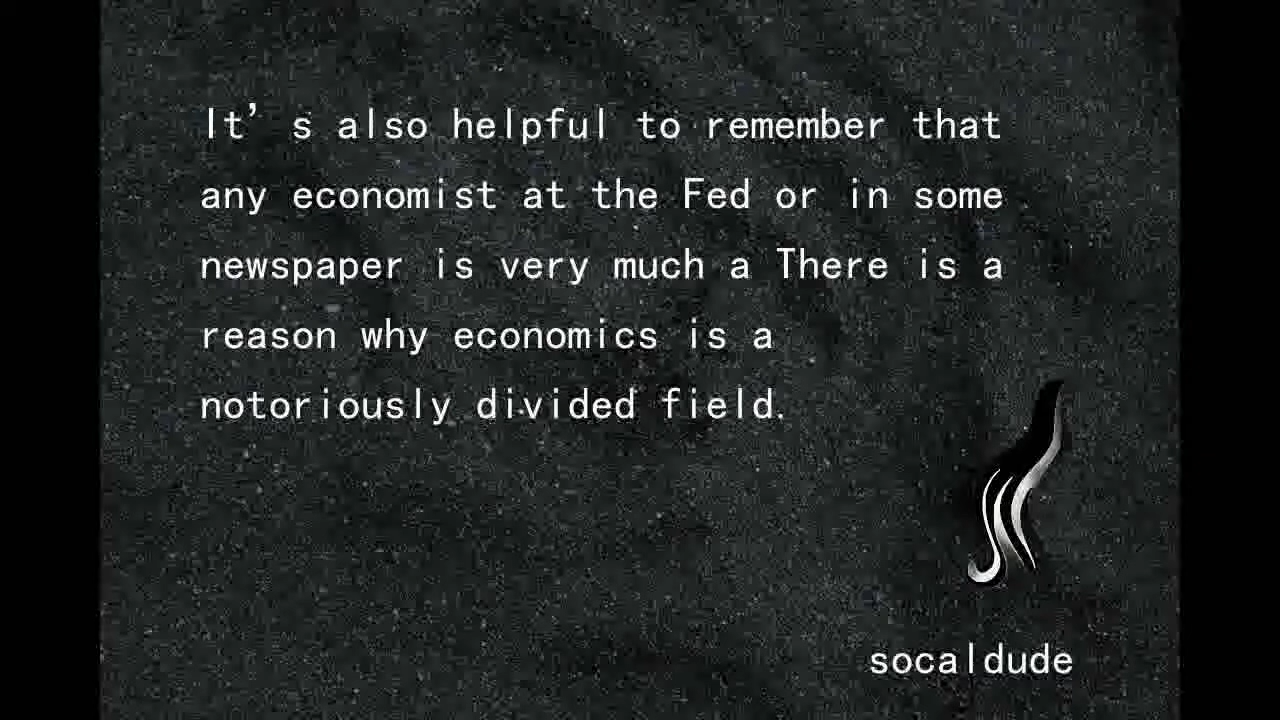 It’s also helpful to remember that
any economist at the Fed or in some
newspaper is very much a There is a
reason why economics is a
notoriously divided field.
socaldude